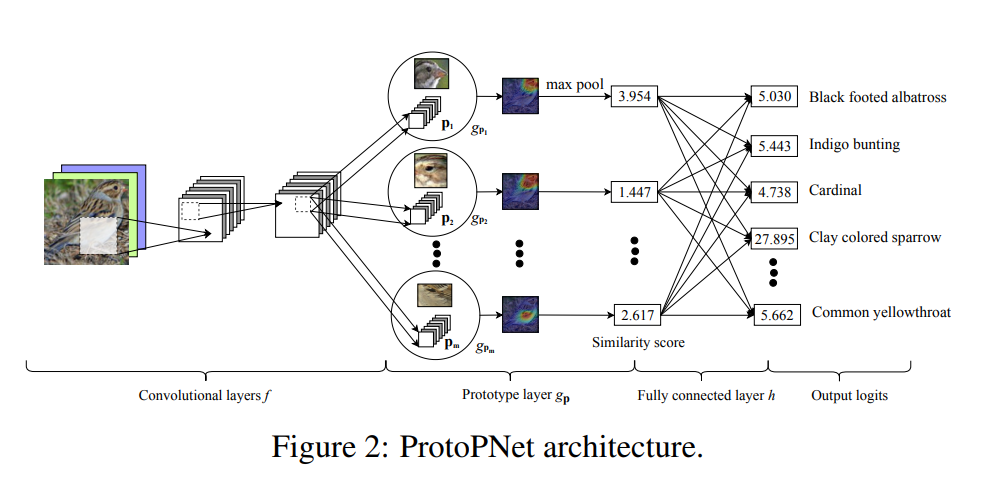 max pool
p1
gp1
3.954
5.030
Black footed albatross
5.443
Indigo bunting
p2
gp2
1.447
4.738
Cardinal
27.895
Clay colored sparrow
pm
gpm
2.617
5.662
Common yellowthroat
Similarity score
Convolutional layers f
Prototype layer gp
Fully connected layer h
Output logits
Figure 2: ProtoPNet architecture.